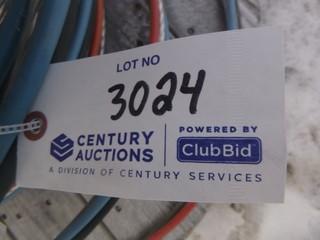 LOT NO
3024
CENTURY AUCTIONS
POWERED BY
ClubBid
A DIVISION OF CENTURY SERVICES